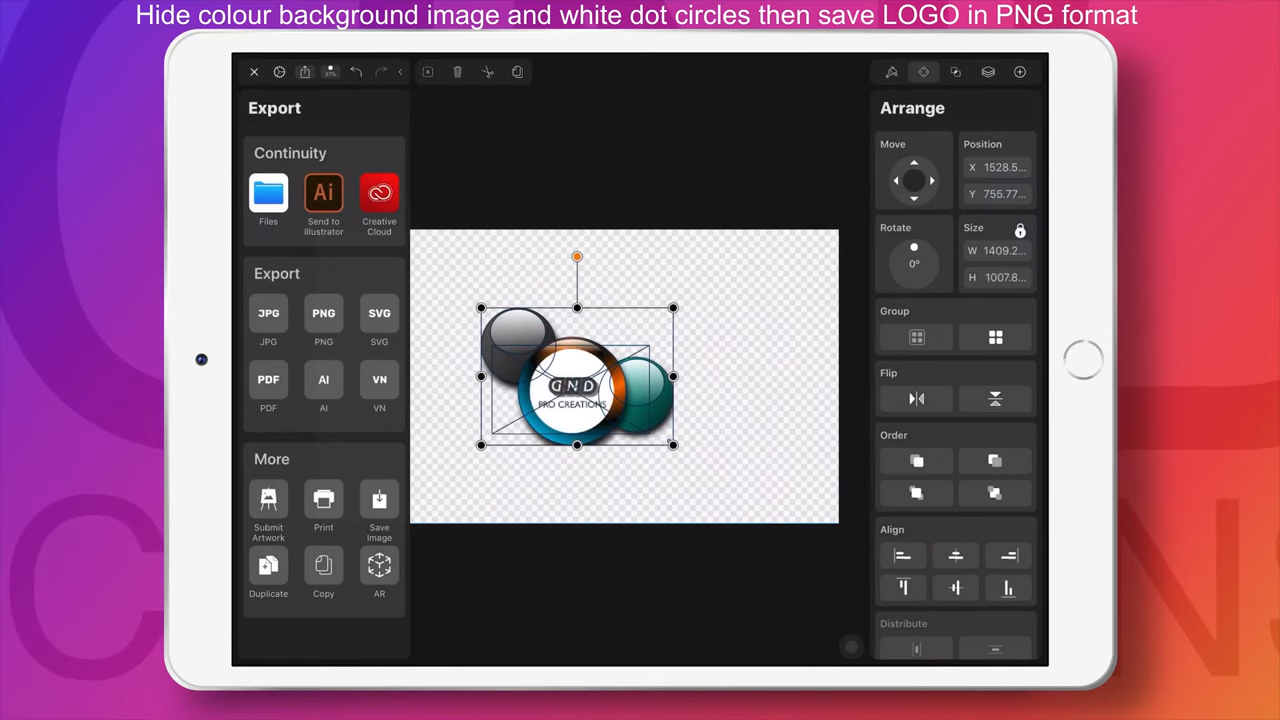 Hide colour background image and white dot circles then save LOGO in PNG format
37%
Export
Continuity
Ai
Files
Send to
Illustrator
Creative
Cloud
Export
JPG
PNG
SVG
JPG
PNG
SVG
PDF
AI
VN
PDF
AI
VN
More
Submit
Artwork
Print
Save
Image
Duplicate
Copy
AR
GND
PRO CREATIONS
Arrange
Move
Position
X 1528.5...
Y 755.77...
Rotate
0°
Size
W 1409.2...
H 1007.8...
Group
Flip
Order
Align
Distribute